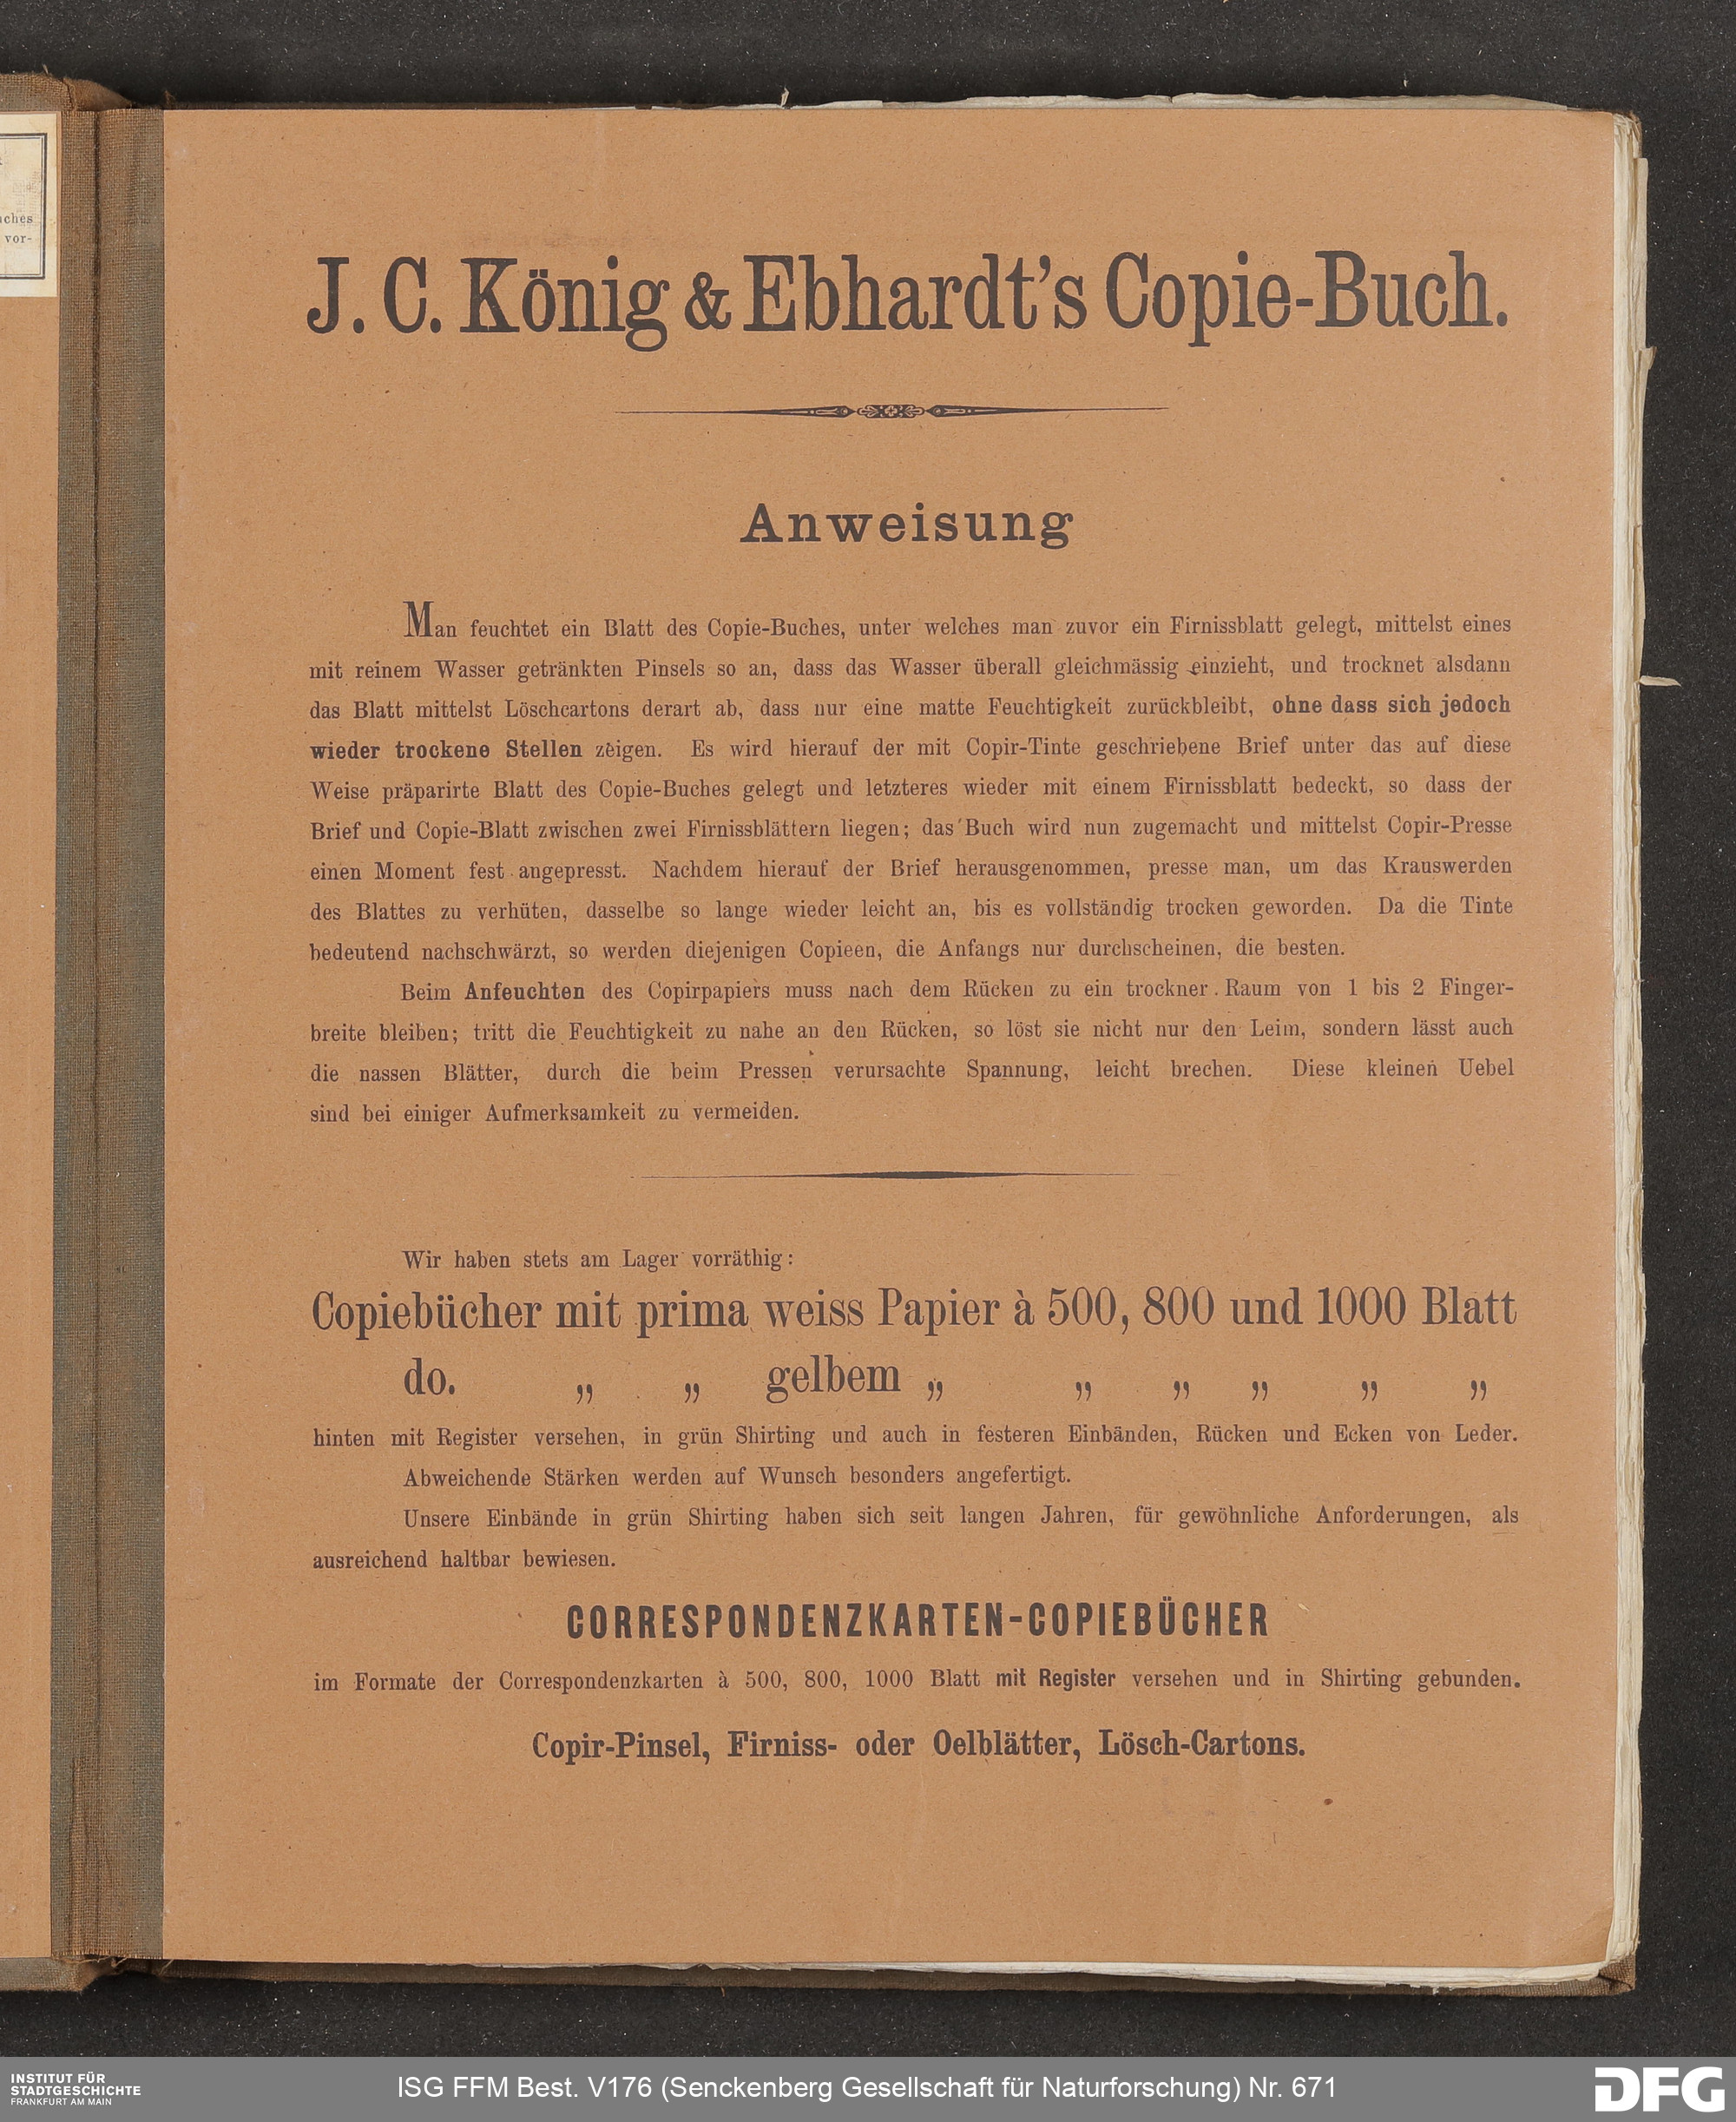 aches
vor-
J. C. König & Ebhardt's Copie-Buch.
Anweisung
Man feuchtet ein Blatt des Copie-Buches, unter welches man zuvor ein Firnissblatt gelegt, mittelst eines
mit reinem Wasser getränkten Pinsels so an, dass das Wasser überall gleichmässig einzieht, und trocknet alsdann
das Blatt mittelst Löschcartons derart ab, dass nur eine matte Feuchtigkeit zurückbleibt, ohne dass sich jedoch
wieder trockene Stellen zeigen. Es wird hierauf der mit Copir-Tinte geschriebene Brief unter das auf diese
Weise präparirte Blatt des Copie-Buches gelegt und letzteres wieder mit einem Firnissblatt bedeckt, so dass der
Brief und Copie-Blatt zwischen zwei Firnissblättern liegen; das Buch wird nun zugemacht und mittelst Copir-Presse
einen Moment fest angepresst. Nachdem hierauf der Brief herausgenommen, presse man, um das Krauswerden
des Blattes zu verhüten, dasselbe so lange wieder leicht an, bis es vollständig trocken geworden. Da die Tinte
bedeutend nachschwärzt, so werden diejenigen Copieen, die Anfangs nur durchscheinen, die besten.
Beim Anfeuchten des Copirpapiers muss nach dem Rücken zu ein trockner Raum von 1 bis 2 Finger-
breite bleiben; tritt die Feuchtigkeit zu nahe an den Rücken, so löst sie nicht nur den Leim, sondern lässt auch
die nassen Blätter, durch die beim Pressen verursachte Spannung, leicht brechen. Diese kleinen Uebel
sind bei einiger Aufmerksamkeit zu vermeiden.
Wir haben stets am Lager vorräthig:
Copiebücher mit prima weiss Papier à 500, 800 und 1000 Blatt
do. „ „ gelbem „ „ „ „ „ „
hinten mit Register versehen, in grün Shirting und auch in festeren Einbänden, Rücken und Ecken von Leder.
Abweichende Stärken werden auf Wunsch besonders angefertigt.
Unsere Einbände in grün Shirting haben sich seit langen Jahren, für gewöhnliche Anforderungen, als
ausreichend haltbar bewiesen.
CORRESPONDENZKARTEN-COPIEBÜCHER
im Formate der Correspondenzkarten à 500, 800, 1000 Blatt mit Register versehen und in Shirting gebunden.
Copir-Pinsel, Firniss- oder Oelblätter, Lösch-Cartons.
INSTITUT FÜR
STADTGESCHICHTE
FRANKFURT AM MAIN
ISG FFM Best. V176 (Senckenberg Gesellschaft für Naturforschung) Nr. 671
DFG